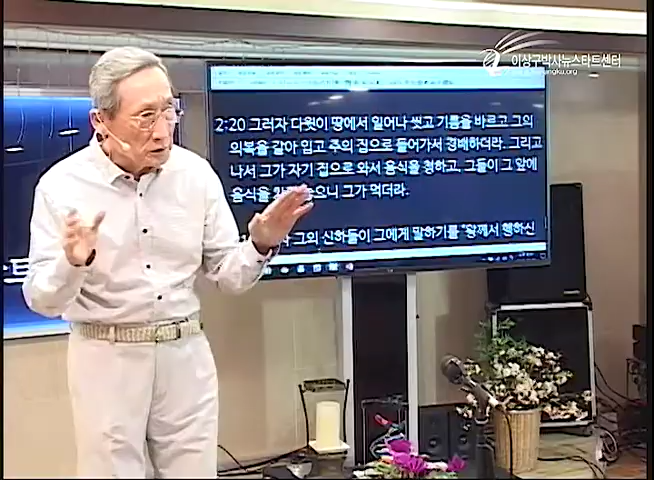 이상구박사뉴스타트센터
2:20 그러자 다윗이 땅에서 일어나 씻고 기름을 바르고 그의
의복을 갈아 입고 주의 집으로 들어가서 경배하더라. 그리고
나서 그가 자기 집으로 와서 음식을 청하고, 그들이 그 앞에
음식을 으니 그가 먹더라.
그의 신하들이 그에게 말하기를 "왕께서 행하신